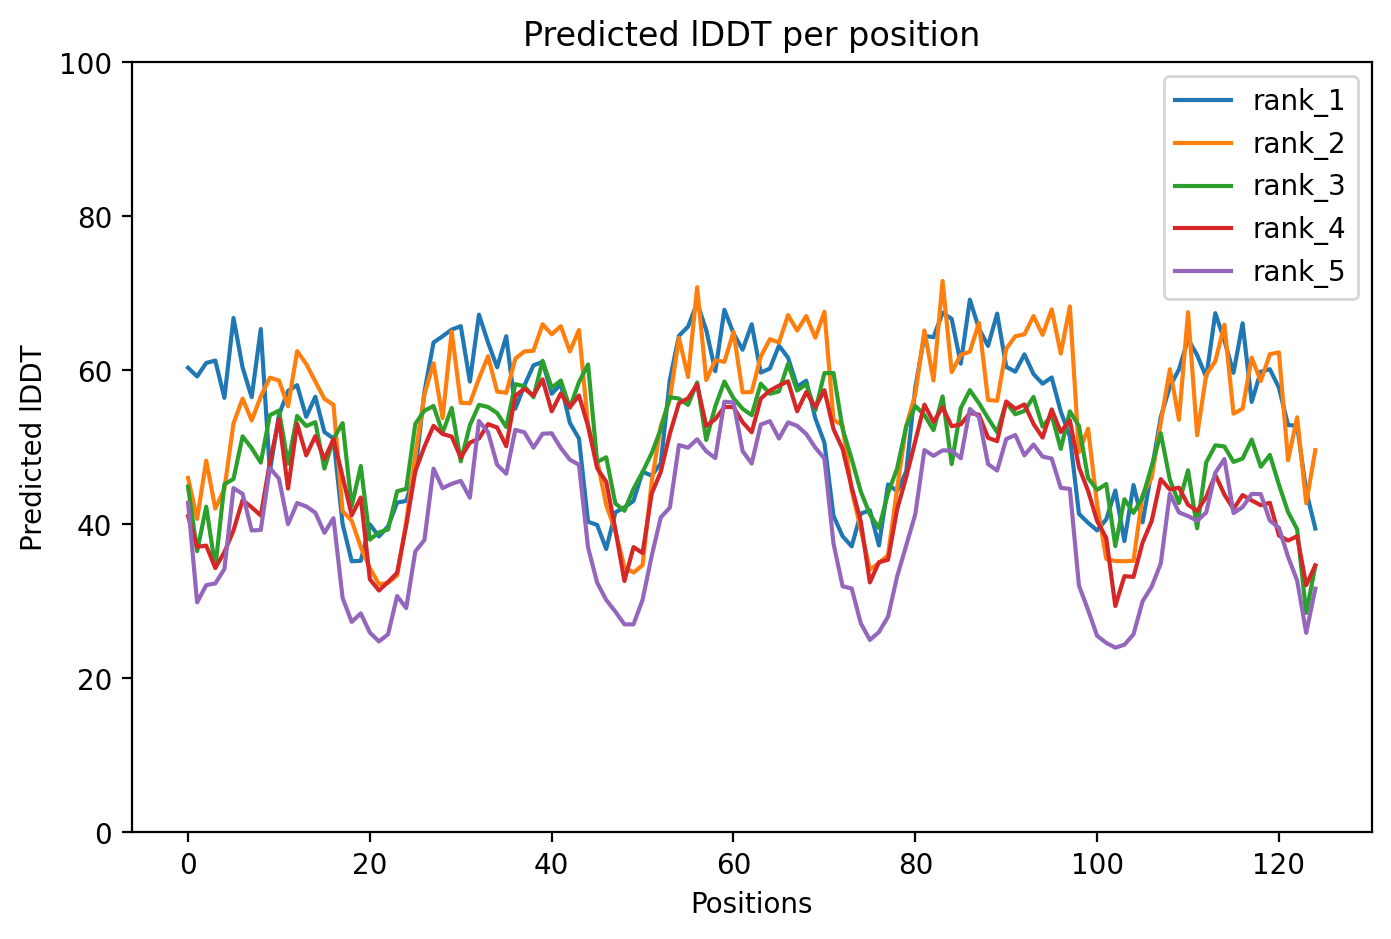 Predicted lDDT per position
100
80
60
40
20
0
Predicted lDDT
0 20 40 60 80 100 120
Positions
rank_1
rank_2
rank_3
rank_4
rank_5